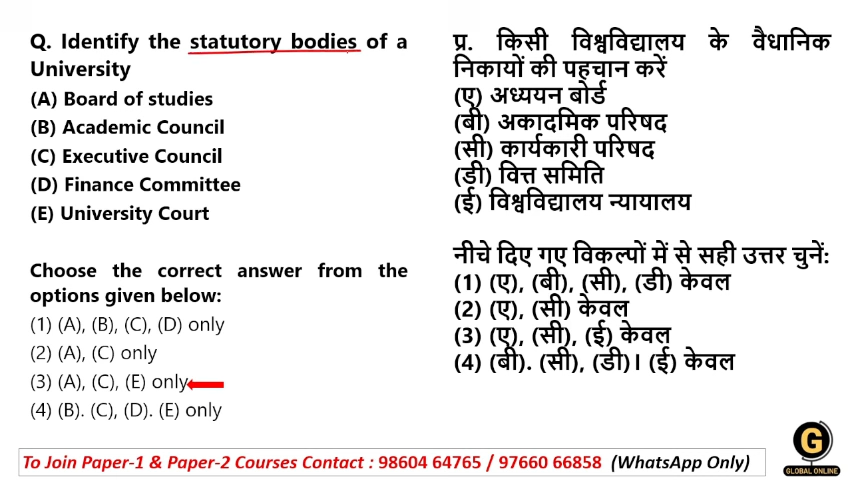 Q. Identify the statutory bodies of a
University
(A) Board of studies
(B) Academic Council
(C) Executive Council
(D) Finance Committee
(E) University Court
Choose the correct answer from the
options given below:
(1) (A), (B), (C), (D) only
(2) (A), (C) only
(3) (A), (C), (E) only
(4) (B). (C), (D). (E) only
प्र. किसी विश्वविद्यालय के वैधानिक
निकायों की पहचान करें
(ए) अध्ययन बोर्ड
(बी) अकादमिक परिषद
(सी) कार्यकारी परिषद
(डी) वित्त समिति
(ई) विश्वविद्यालय न्यायालय
नीचे दिए गए विकल्पों में से सही उत्तर चुनें:
(1) (ए), (बी), (सी), (डी) केवल
(2) (ए), (सी) केवल
(3) (ए), (सी), (ई) केवल
(4) (बी). (सी), (डी)। (ई) केवल
To Join Paper-1 & Paper-2 Courses Contact : 98604 64765 / 97660 66858 (WhatsApp Only)
G
GLOBAL ONLINE